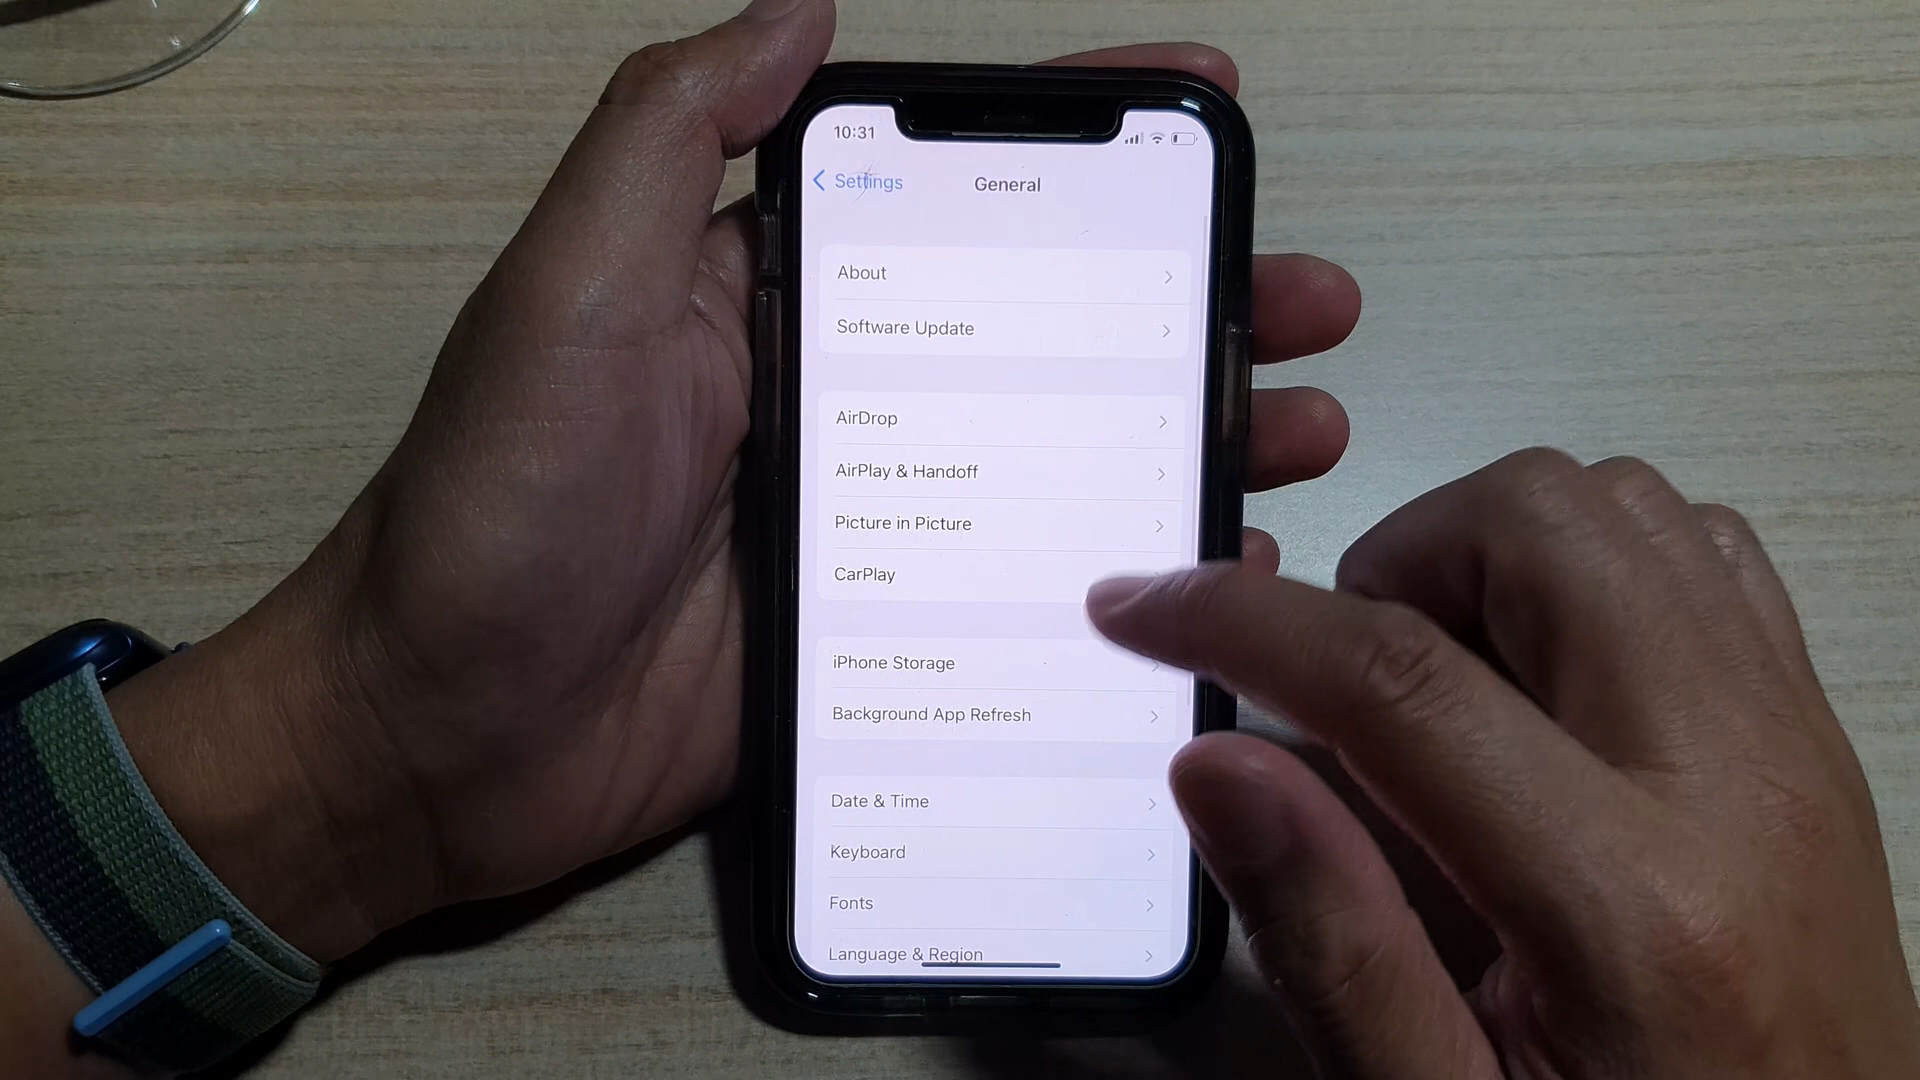 10:31
Settings
General
About
Software Update
AirDrop
AirPlay & Handoff
Picture in Picture
CarPlay
iPhone Storage
Background App Refresh
Date & Time
Keyboard
Fonts
Language & Region